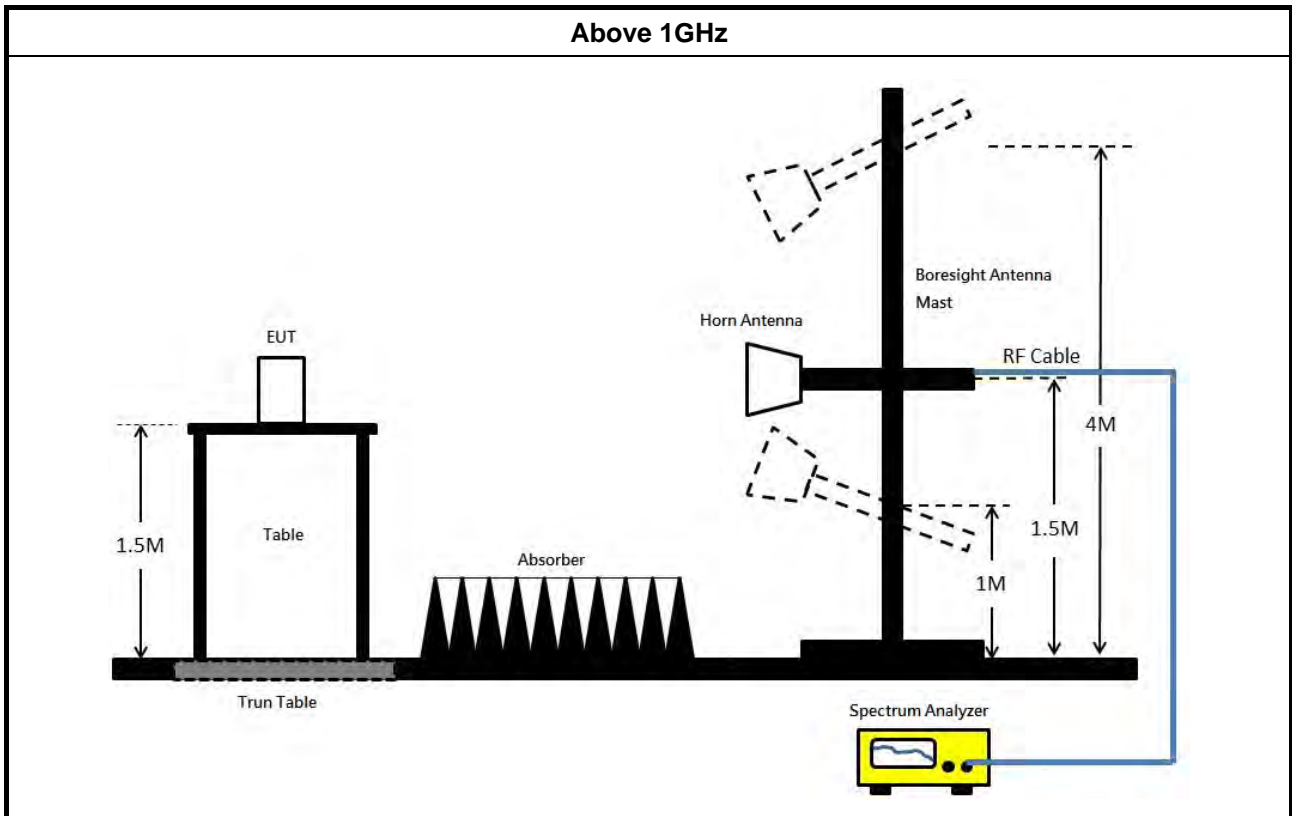 Above 1GHz
Boresight Antenna
Mast
Horn Antenna
EUT
RF Cable
4M
1.5M
Table
1.5M
Absorber
1M
Trun Table
Spectrum Analyzer